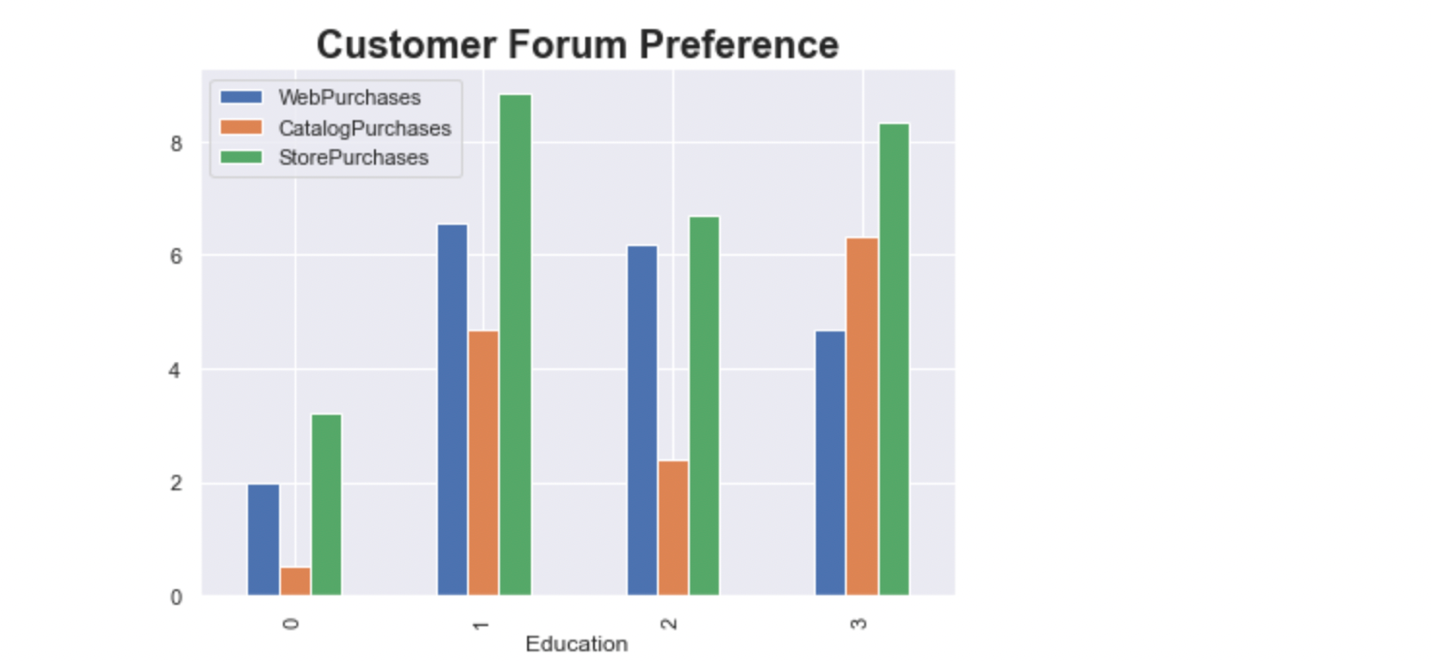 Customer Forum Preference
WebPurchases
CatalogPurchases
StorePurchases
8
6
4
2
0
0
1
2
3
Education